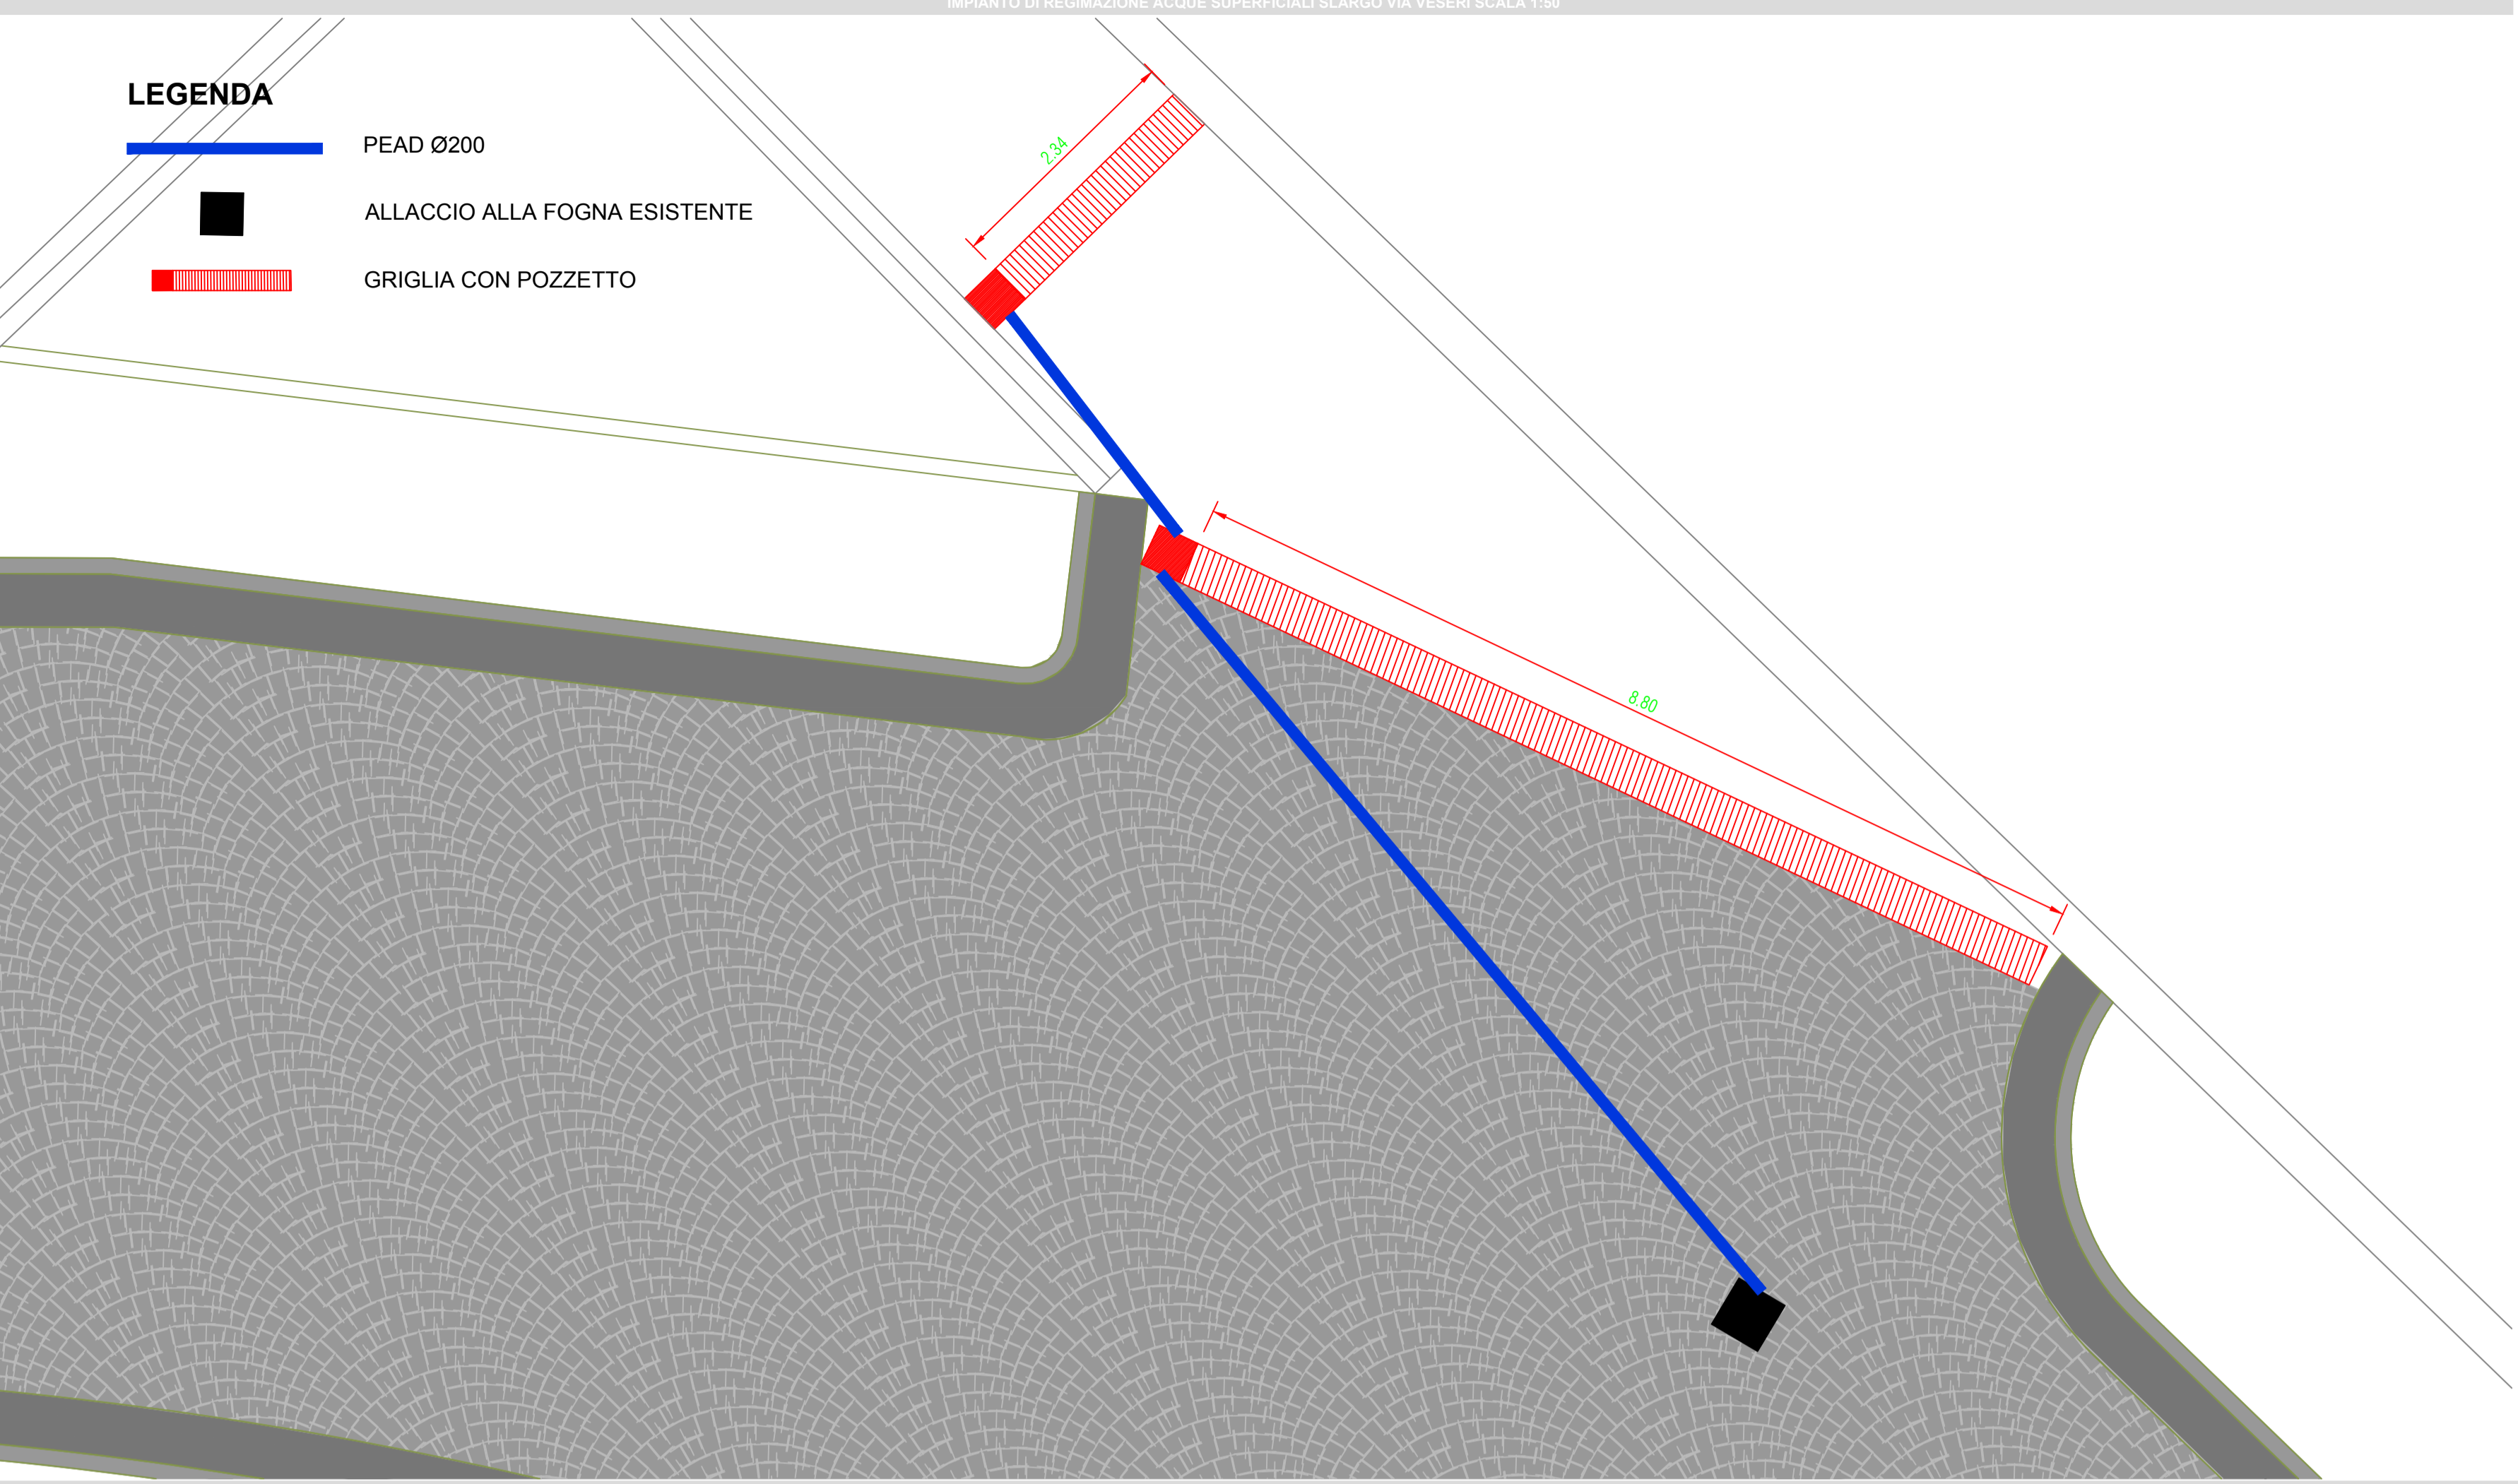 IMPIANTO DI REGIMAZIONE ACQUE SUPERFICIALI SLARGO VIA VESERI SCALA 1:50
LEGENDA
PEAD Ø200
ALLACCIO ALLA FOGNA ESISTENTE
GRIGLIA CON POZZETTO
2.34
8.80